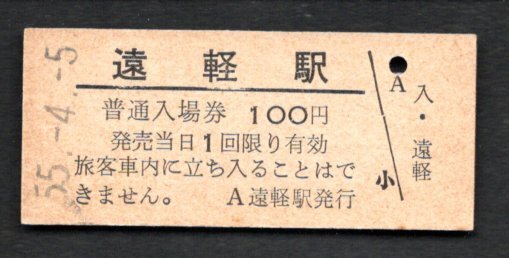 55.-4.-5
遠軽駅
普通入場券 100円
発売当日1回限り有効
旅客車内に立ち入ることはで
きません。 A遠軽駅発行
A
小
入・遠軽